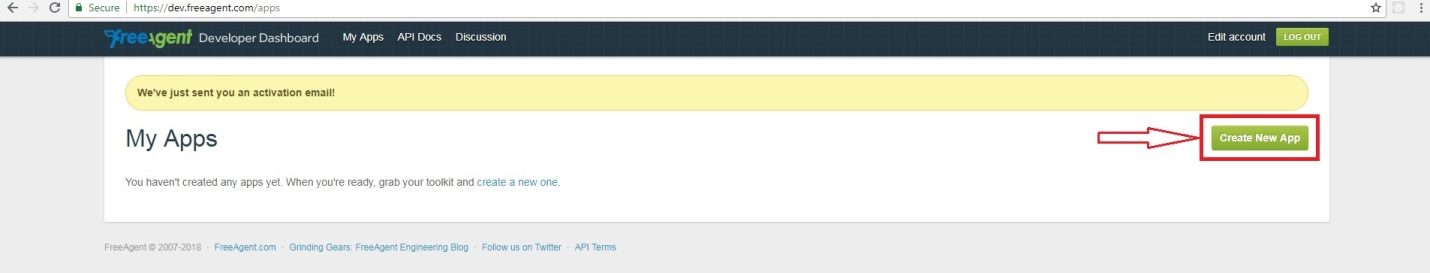 Secure | https://dev.freeagent.com/apps
freeagent Developer Dashboard My Apps API Docs Discussion Edit account LOG OUT
We've just sent you an activation email!
My Apps Create New App
You haven't created any apps yet. When you're ready, grab your toolkit and create a new one.
FreeAgent © 2007-2018 · FreeAgent.com · Grinding Gears: FreeAgent Engineering Blog · Follow us on Twitter · API Terms